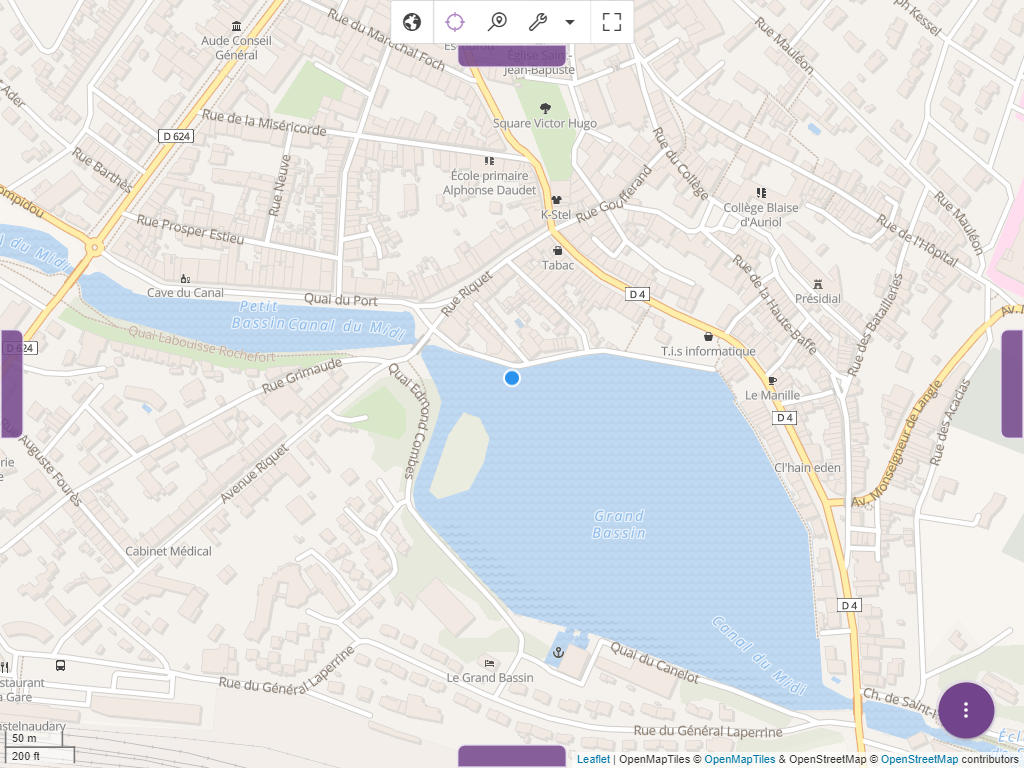 Rue du Maréchal Foch
Aude Conseil
Général
Église Sain
Jean-Baptiste
Rue Mauléon
ph Kessel
Ader
Square Victor Hugo
D 624
Rue de la Miséricorde
Rue Barthès
Rue Neuve
École primaire
Alphonse Daudet
Rue du Collège
Rue Goufferand
K-Stel
Collège Blaise
d'Auriol
Rue Mauléon
Rue de l'Hôpital
ompidou
Rue Prosper Estieu
Tabac
Rue de la Haute-Baffe
Rue des Batailleries
l du Midi
Cave du Canal
Quai du Port
Rue Riquet
D 4
Présidial
Petit
Bassin
Canal du Midi
Quai Labouisse Rochefort
D 624
T.i.s informatique
Rue Grimaude
Quai Edmond Combes
Le Manille
D 4
Av. Monseigneur de Langle
Rue des Acacias
Auguste Fourès
Avenue Riquet
rie
e
Cl'hain eden
Grand
Bassin
Cabinet Médical
D 4
Canal du Midi
Rue du Général Laperrine
Le Grand Bassin
Quai du Canelot
staurant
a Gare
Ch. de Saint-
stelnaudary
Rue du Général Laperrine
Écl
50 m
200 ft
Leaflet | OpenMapTiles © OpenMapTiles & OpenStreetMap © OpenStreetMap contributors